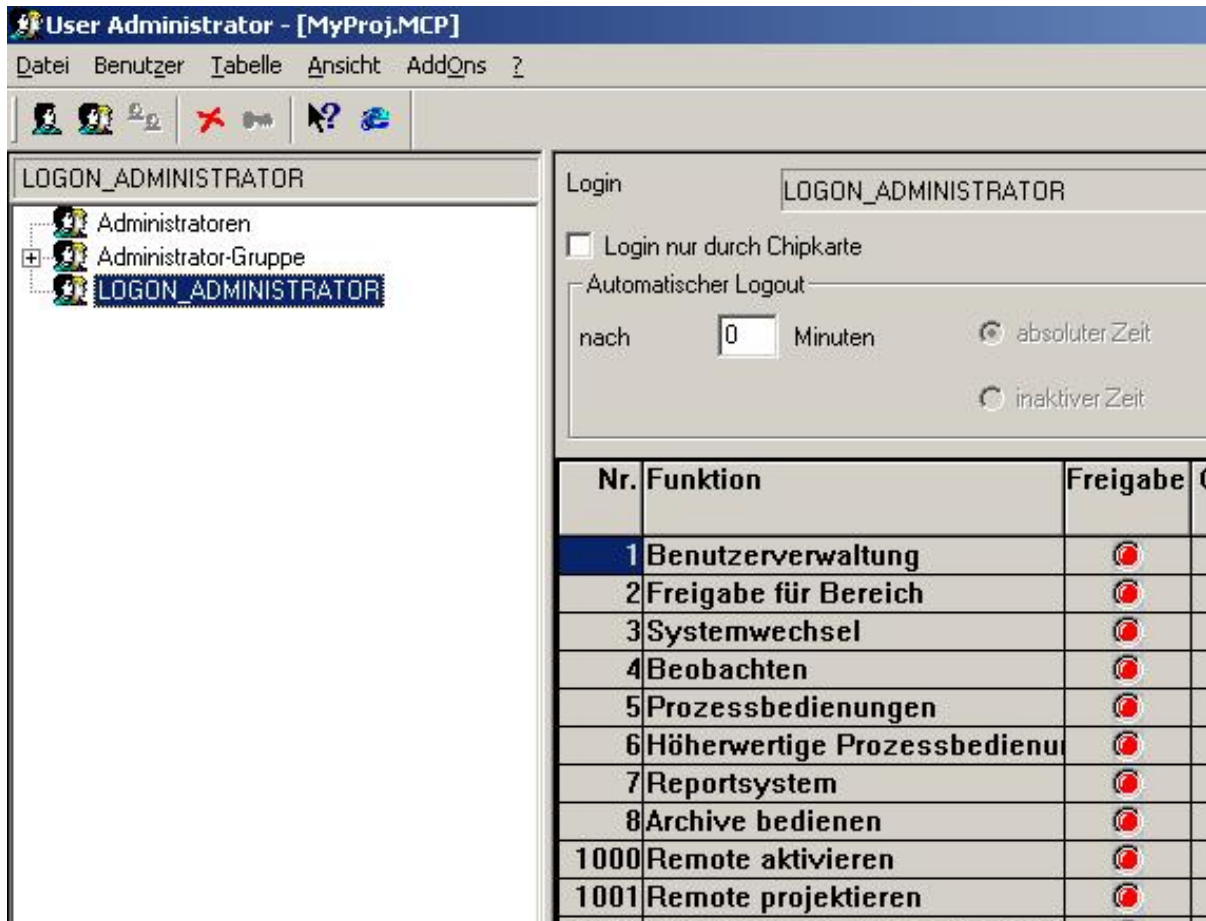 User Administrator - [MyProj.MCP]
Datei Benutzer Tabelle Ansicht AddOns ?
LOGON_ADMINISTRATOR
Administratoren
Administrator-Gruppe
LOGON_ADMINISTRATOR
Login LOGON_ADMINISTRATOR
Login nur durch Chipkarte
Automatischer Logout
nach 0 Minuten absoluter Zeit
inaktiver Zeit
Nr. Funktion Freigabe
1 Benutzerverwaltung
2 Freigabe für Bereich
3 Systemwechsel
4 Beobachten
5 Prozessbedienungen
6 Höherwertige
7 Reportsystem
8 Archive bedienen
1000 Remote aktivieren
1001 Remote projektieren